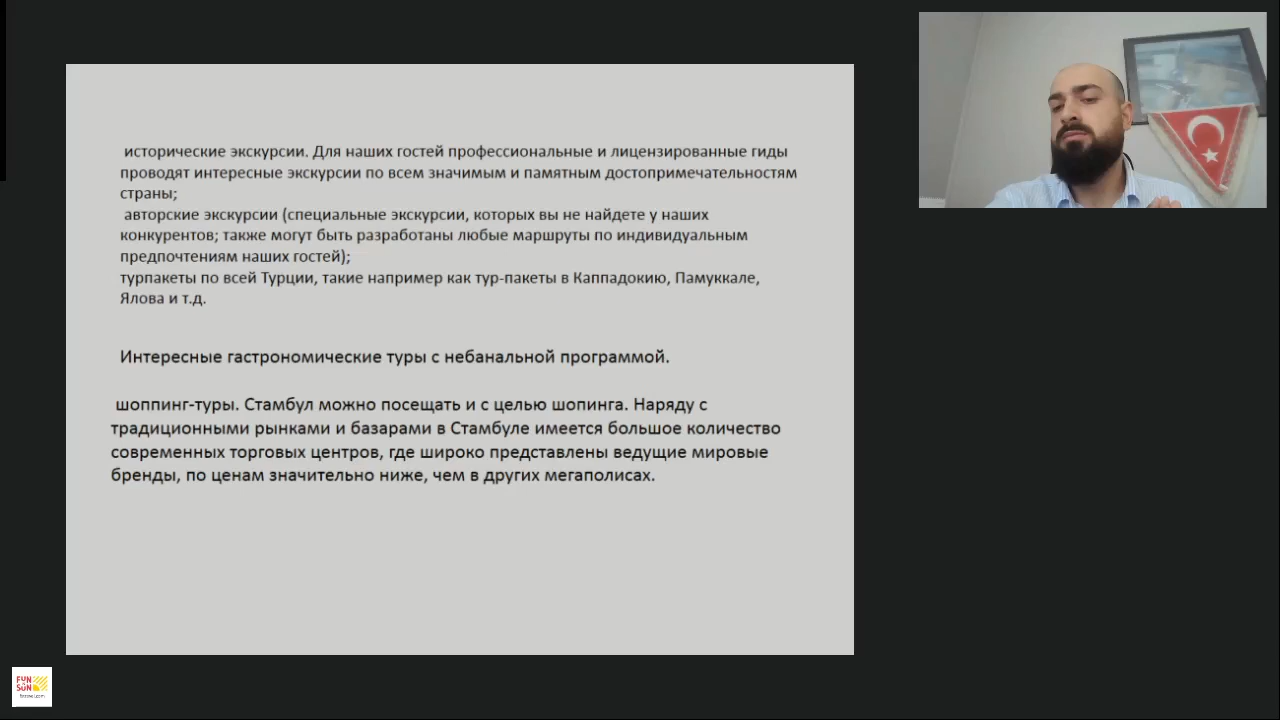 исторические экскурсии. Для наших гостей профессиональные и лицензированные гиды
проводят интересные экскурсии по всем значимым и памятным достопримечательностям
страны;
авторские экскурсии (специальные экскурсии, которых вы не найдете у наших
конкурентов; также могут быть разработаны любые маршруты по индивидуальным
предпочтениям наших гостей);
турпакеты по всей Турции, такие например как тур-пакеты в Каппадокию, Памуккале,
Ялова и т.д.
Интересные гастрономические туры с небанальной программой.
шоппинг-туры. Стамбул можно посещать и с целью шопинга. Наряду с
традиционными рынками и базарами в Стамбуле имеется большое количество
современных торговых центров, где широко представлены ведущие мировые
бренды, по ценам значительно ниже, чем в других мегаполисах.
FUN
SUN